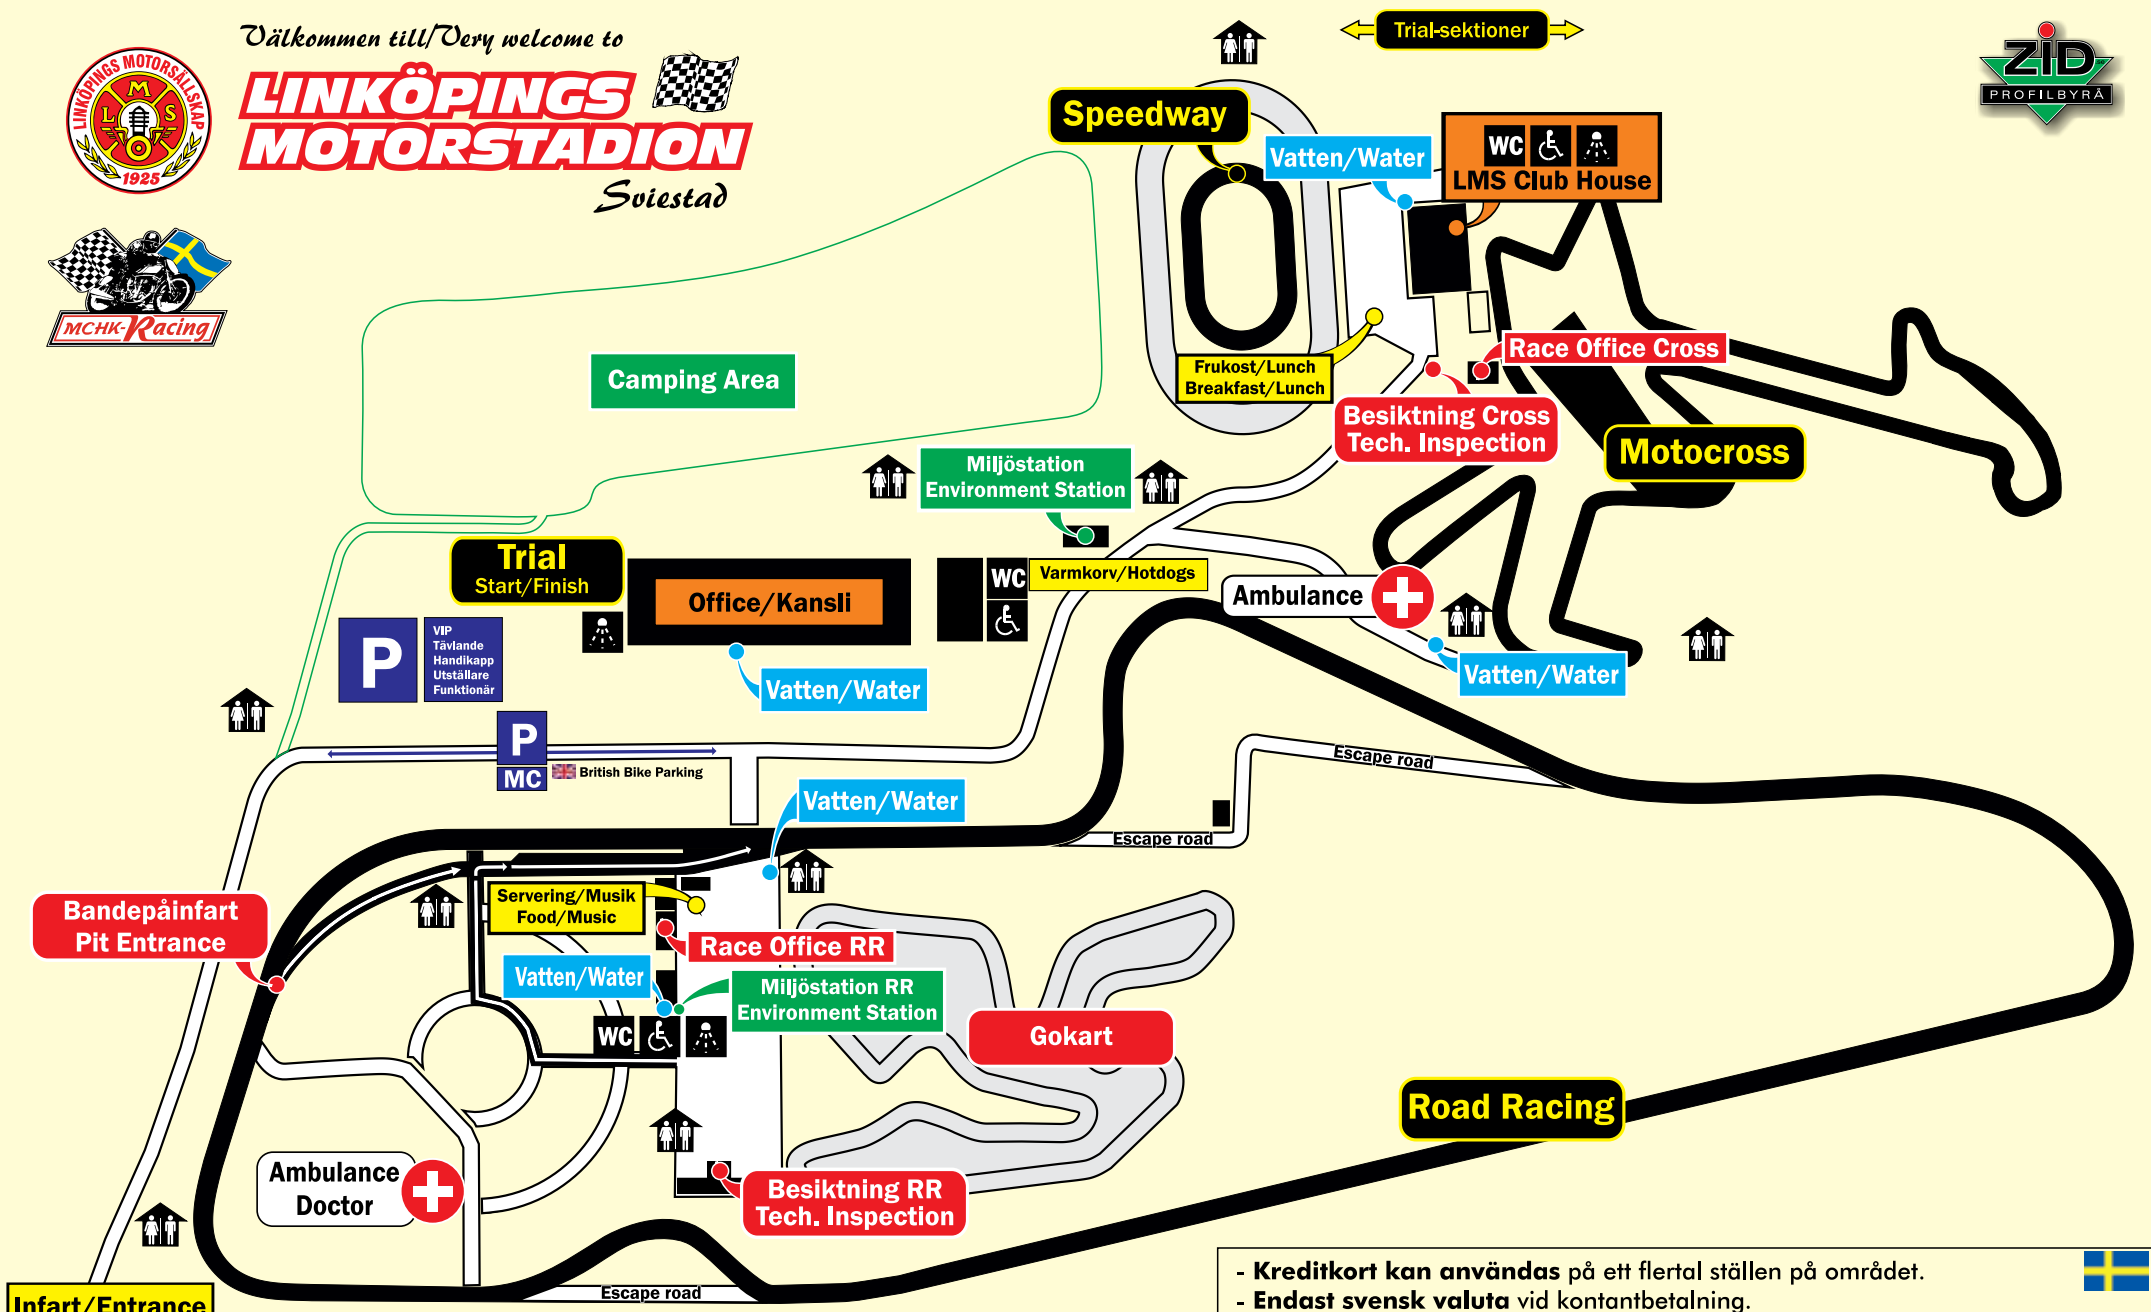 Välkommen till/Very welcome to
LINKÖPINGS
MOTORSTADION
Sviestad
LINKÖPINGS MOTORSÄLLSKAP
L M S
1925
MCHK-Racing
Trial-sektioner
ZiD
PROFILBYRÅ
Speedway
Vatten/Water
WC
LMS Club House
Race Office Cross
Frukost/Lunch
Breakfast/Lunch
Besiktning Cross
Tech. Inspection
Motocross
Camping Area
Miljöstation
Environment Station
Trial
Start/Finish
Office/Kansli
WC
Varmkorv/Hotdogs
Ambulance
Vatten/Water
Vatten/Water
P
VIP
Tävlande
Handikapp
Utställare
Funktionär
P
MC
British Bike Parking
Escape road
Vatten/Water
Escape road
Servering/Musik
Food/Music
Bandepåinfart
Pit Entrance
Race Office RR
Vatten/Water
Miljöstation RR
Environment Station
WC
Gokart
Road Racing
Ambulance
Doctor
Besiktning RR
Tech. Inspection
Escape road
Infart/Entrance
- Kreditkort kan användas på ett flertal ställen på området.
- Endast svensk valuta vid kontantbetalning.